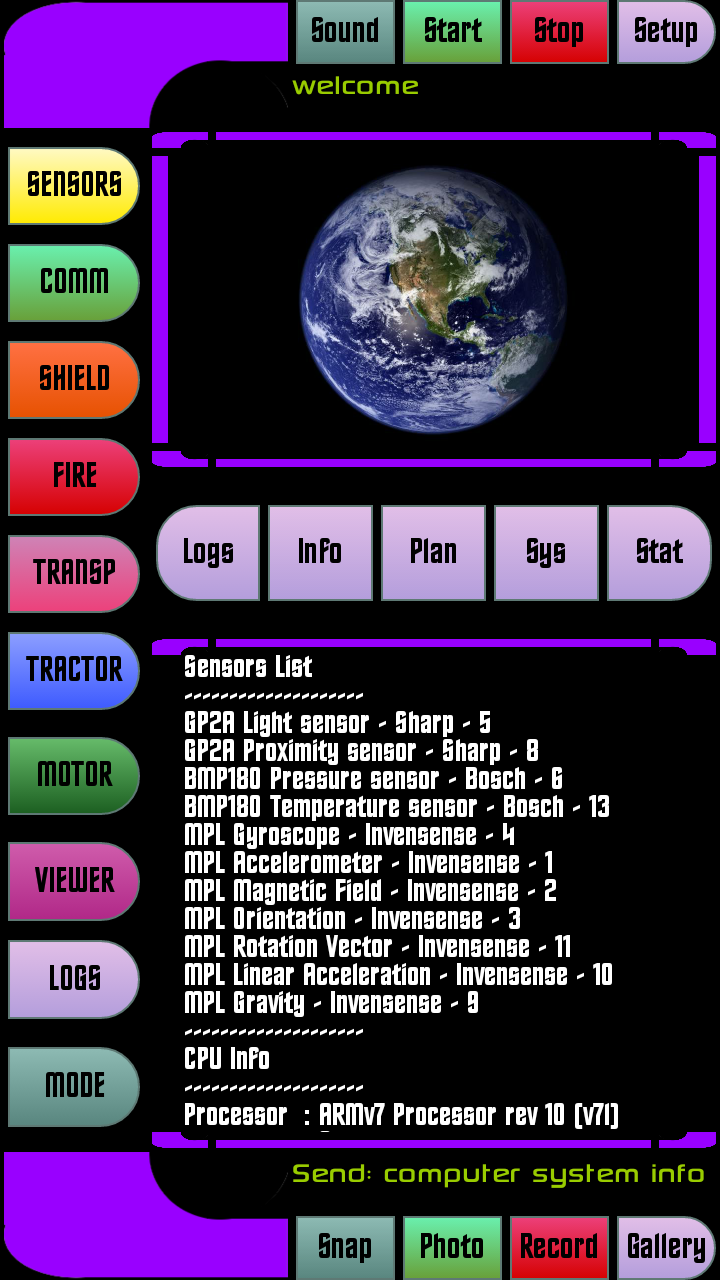 Sound Start Stop Setup
welcome
SENSORS
COMM
SHIELD
FIRE
TRANSP
TRACTOR
MOTOR
VIEWER
LOGS
MODE
Logs Info Plan Sys Stat
Sensors List
--------------------
GP2A Light sensor - Sharp - 5
GP2A Proximity sensor - Sharp - 8
BMP180 Pressure sensor - Bosch - 6
BMP180 Temperature sensor - Bosch - 13
MPL Gyroscope - Invensense - 4
MPL Accelerometer - Invensense - 1
MPL Magnetic Field - Invensense - 2
MPL Orientation - Invensense - 3
MPL Rotation Vector - Invensense - 11
MPL Linear Acceleration - Invensense - 10
MPL Gravity - Invensense - 9
--------------------
CPU Info
--------------------
Processor : ARMv7 Processor rev 10 (v7l)
Send: computer system info
Snap Photo Record Gallery